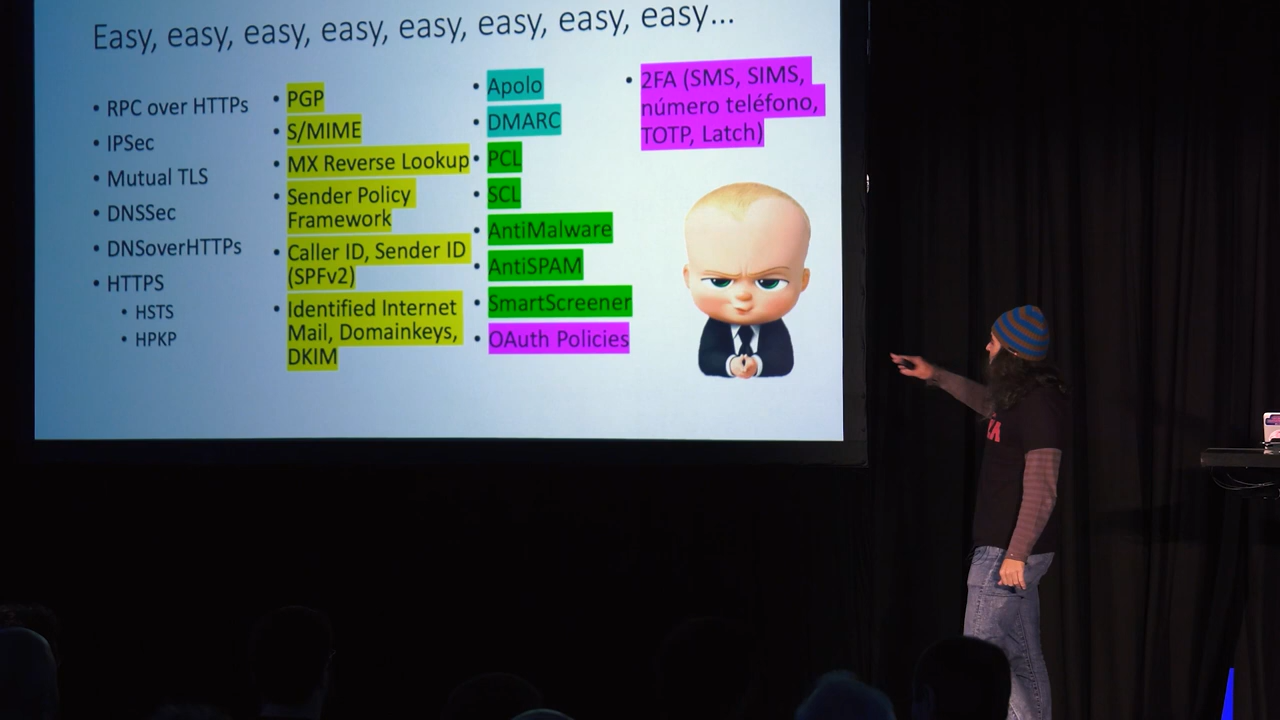 Easy, easy, easy, easy, easy, easy, easy, easy...
RPC over HTTPs
IPSec
Mutual TLS
DNSSec
DNSoverHTTPs
HTTPS
HSTS
HPKP
PGP
S/MIME
MX Reverse Lookup
Sender Policy
Framework
Caller ID, Sender ID
(SPFv2)
Identified Internet
Mail, Domainkeys,
DKIM
Apolo
DMARC
PCL
SCL
AntiMalware
AntiSPAM
SmartScreener
OAuth Policies
2FA (SMS, SIMS,
número teléfono,
TOTP, Latch)